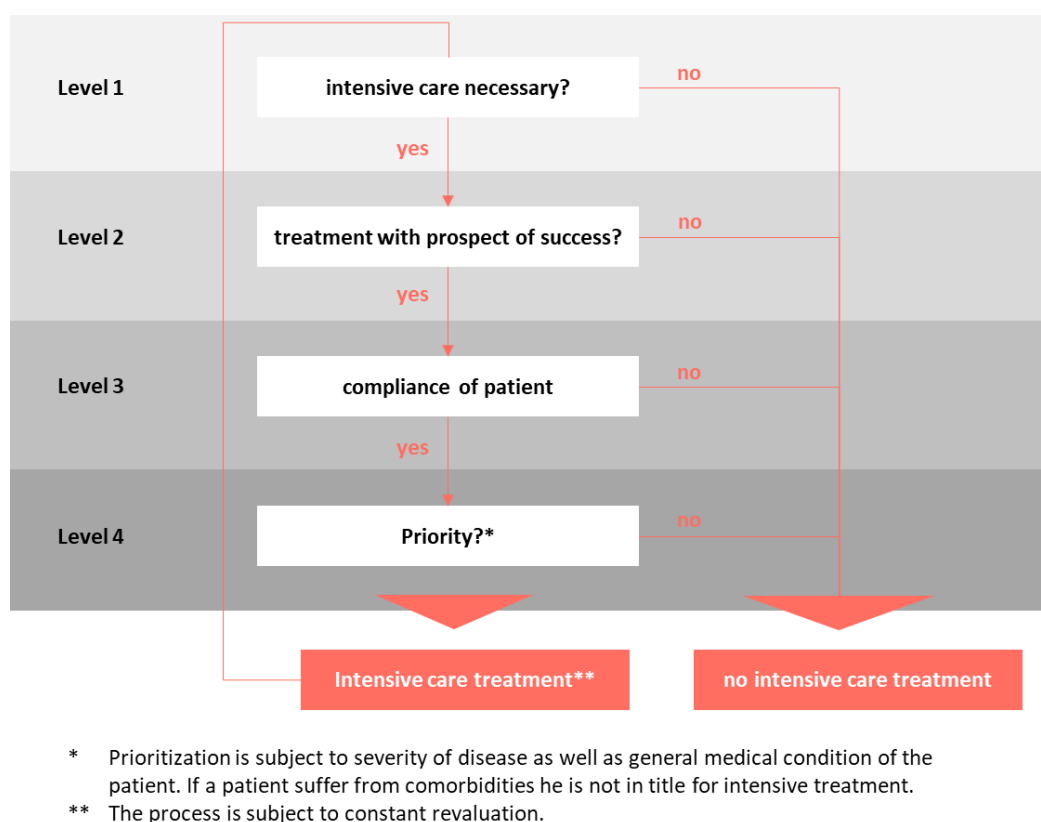 Level 1
intensive care necessary?
no
yes
Level 2
treatment with prospect of success?
no
yes
Level 3
compliance of patient
no
yes
Level 4
Priority?*
no
Intensive care treatment**
no intensive care treatment
* Prioritization is subject to severity of disease as well as general medical condition of the
patient. If a patient suffer from comorbidities he is not in title for intensive treatment.
** The process is subject to constant revaluation.